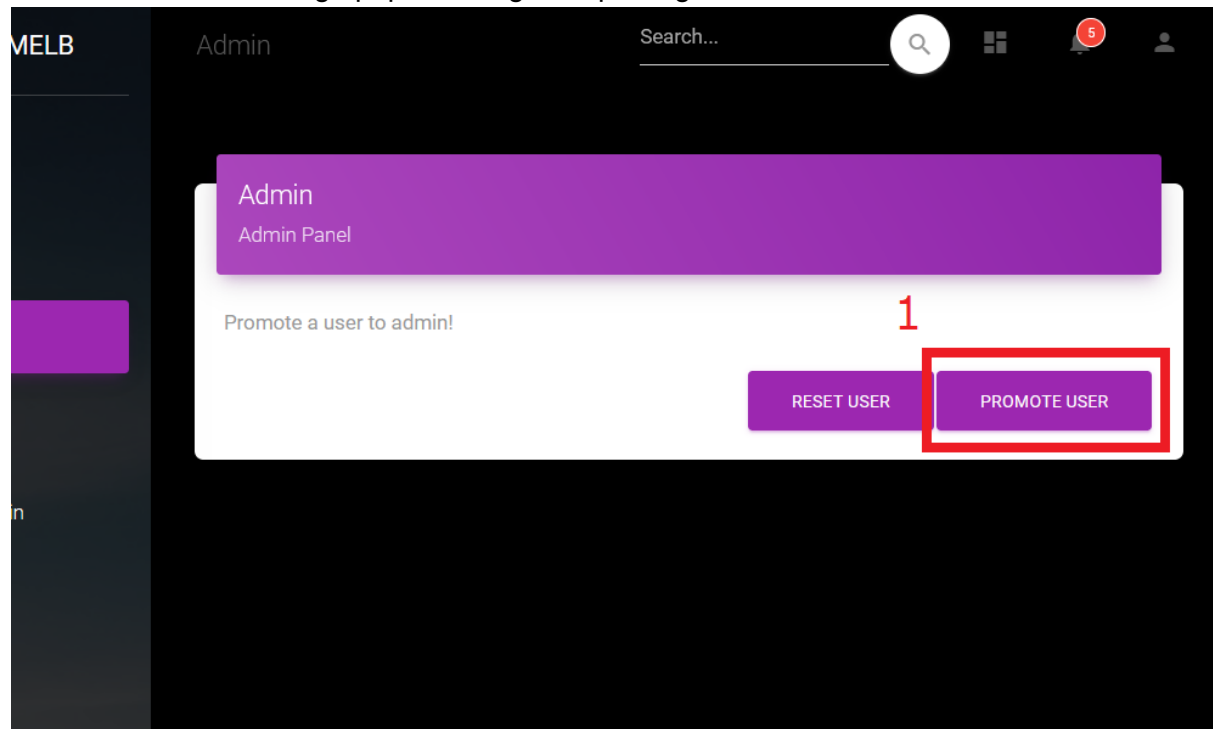 MELB
Admin
Search...
5
Admin
Admin Panel
Promote a user to admin!
1
RESET USER
PROMOTE USER
in